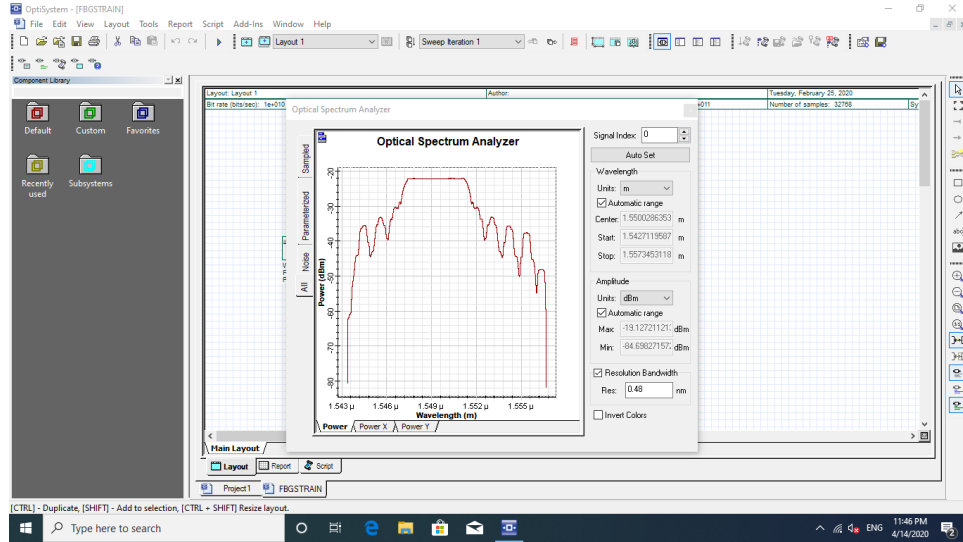 OptiSystem - [FBGSTRAIN]
File Edit View Layout Tools Report Script Add-Ins Window Help
Layout 1
Sweep Iteration 1
Component Library
Default
Custom
Favorites
Recently used
Subsystems
Layout: Layout 1
Author:
Tuesday, February 25, 2020
Bit rate (bits/sec): 1e+010
+011
Number of samples: 32768
Sy
Optical Spectrum Analyzer
Optical Spectrum Analyzer
Sampled
Parameterized
Noise
All
Power (dBm)
-20
-30
-40
-50
-60
-70
-80
1.543 µ 1.546 µ 1.549 µ 1.552 µ 1.555 µ
Wavelength (m)
Power Power X Power Y
Signal Index: 0
Auto Set
Wavelength
Units: m
Automatic range
Center: 1.5500286353 m
Start: 1.5427119587 m
Stop: 1.5573453118 m
Amplitude
Units: dBm
Automatic range
Max: -19.12721121: dBm
Min: -84.69827157: dBm
Resolution Bandwidth
Res: 0.48 nm
Invert Colors
abc
Main Layout
Layout Report Script
Project1 FBGSTRAIN
[CTRL] - Duplicate, [SHIFT] - Add to selection, [CTRL + SHIFT] Resize layout.
Type here to search
ENG
11:46 PM
4/14/2020
2